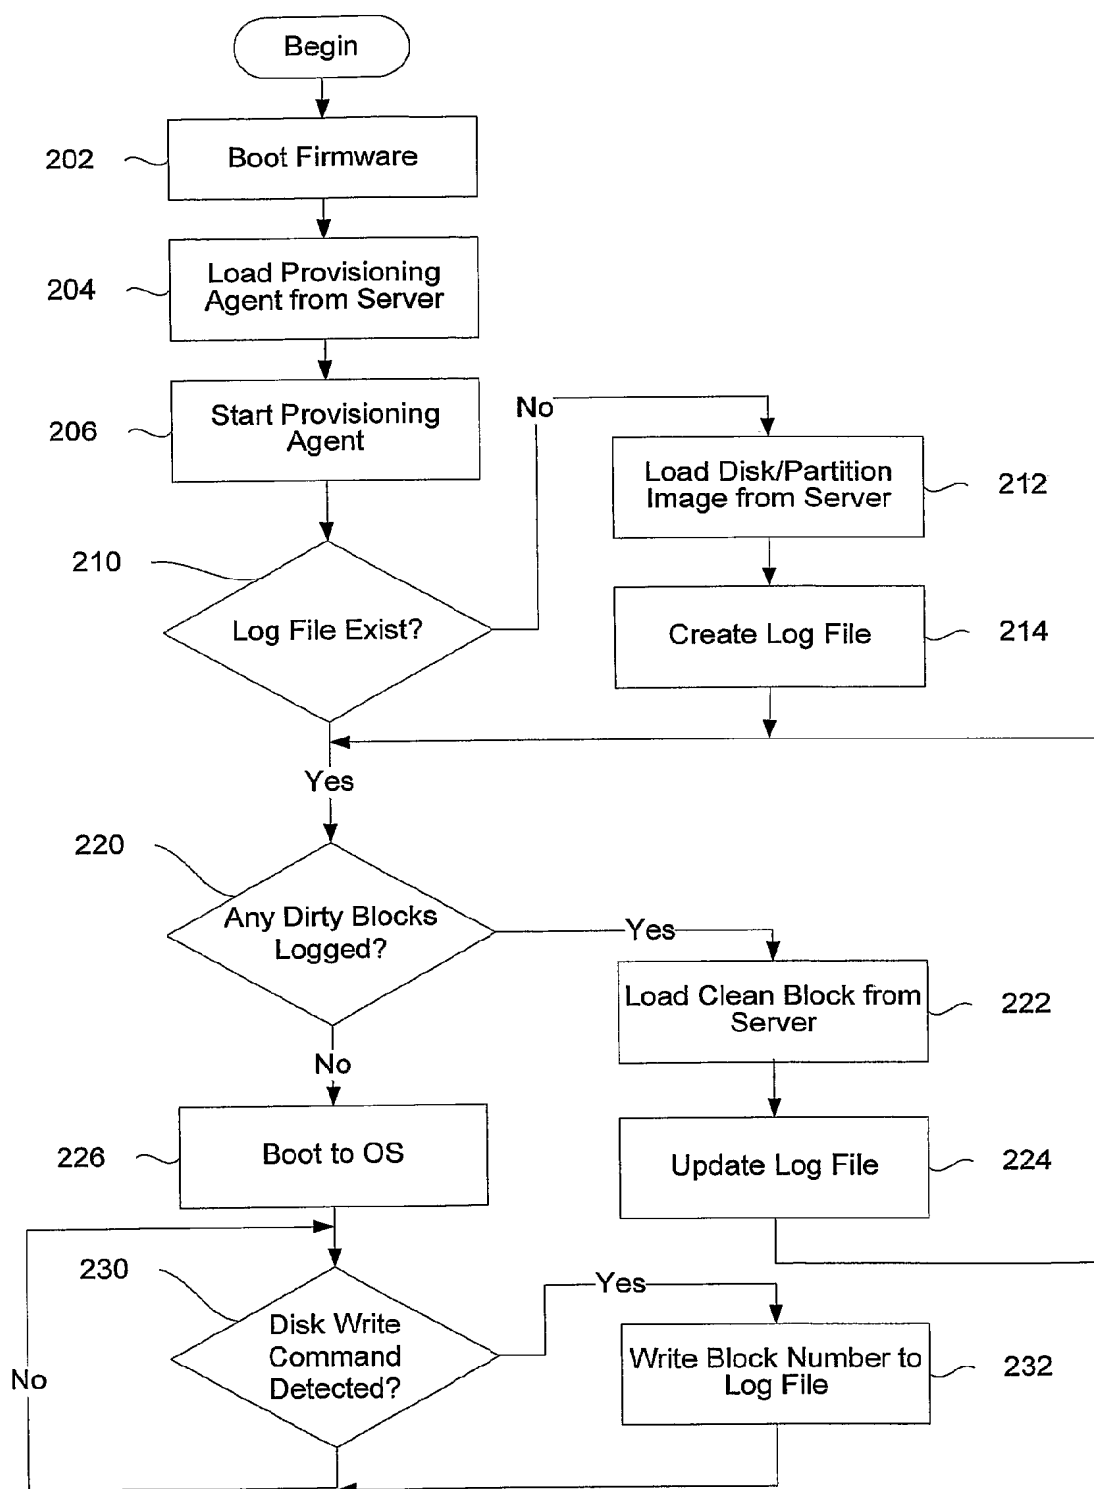 Begin
202
Boot Firmware
204
Load Provisioning
Agent from Server
206
Start Provisioning
Agent
No
Load Disk/Partition
Image from Server
212
210
Log File Exist?
Create Log File
214
Yes
220
Any Dirty Blocks
Logged?
Yes
Load Clean Block from
Server
222
No
226
Boot to OS
Update Log File
224
230
Disk Write
Command
Detected?
Yes
Write Block Number to
Log File
232
No